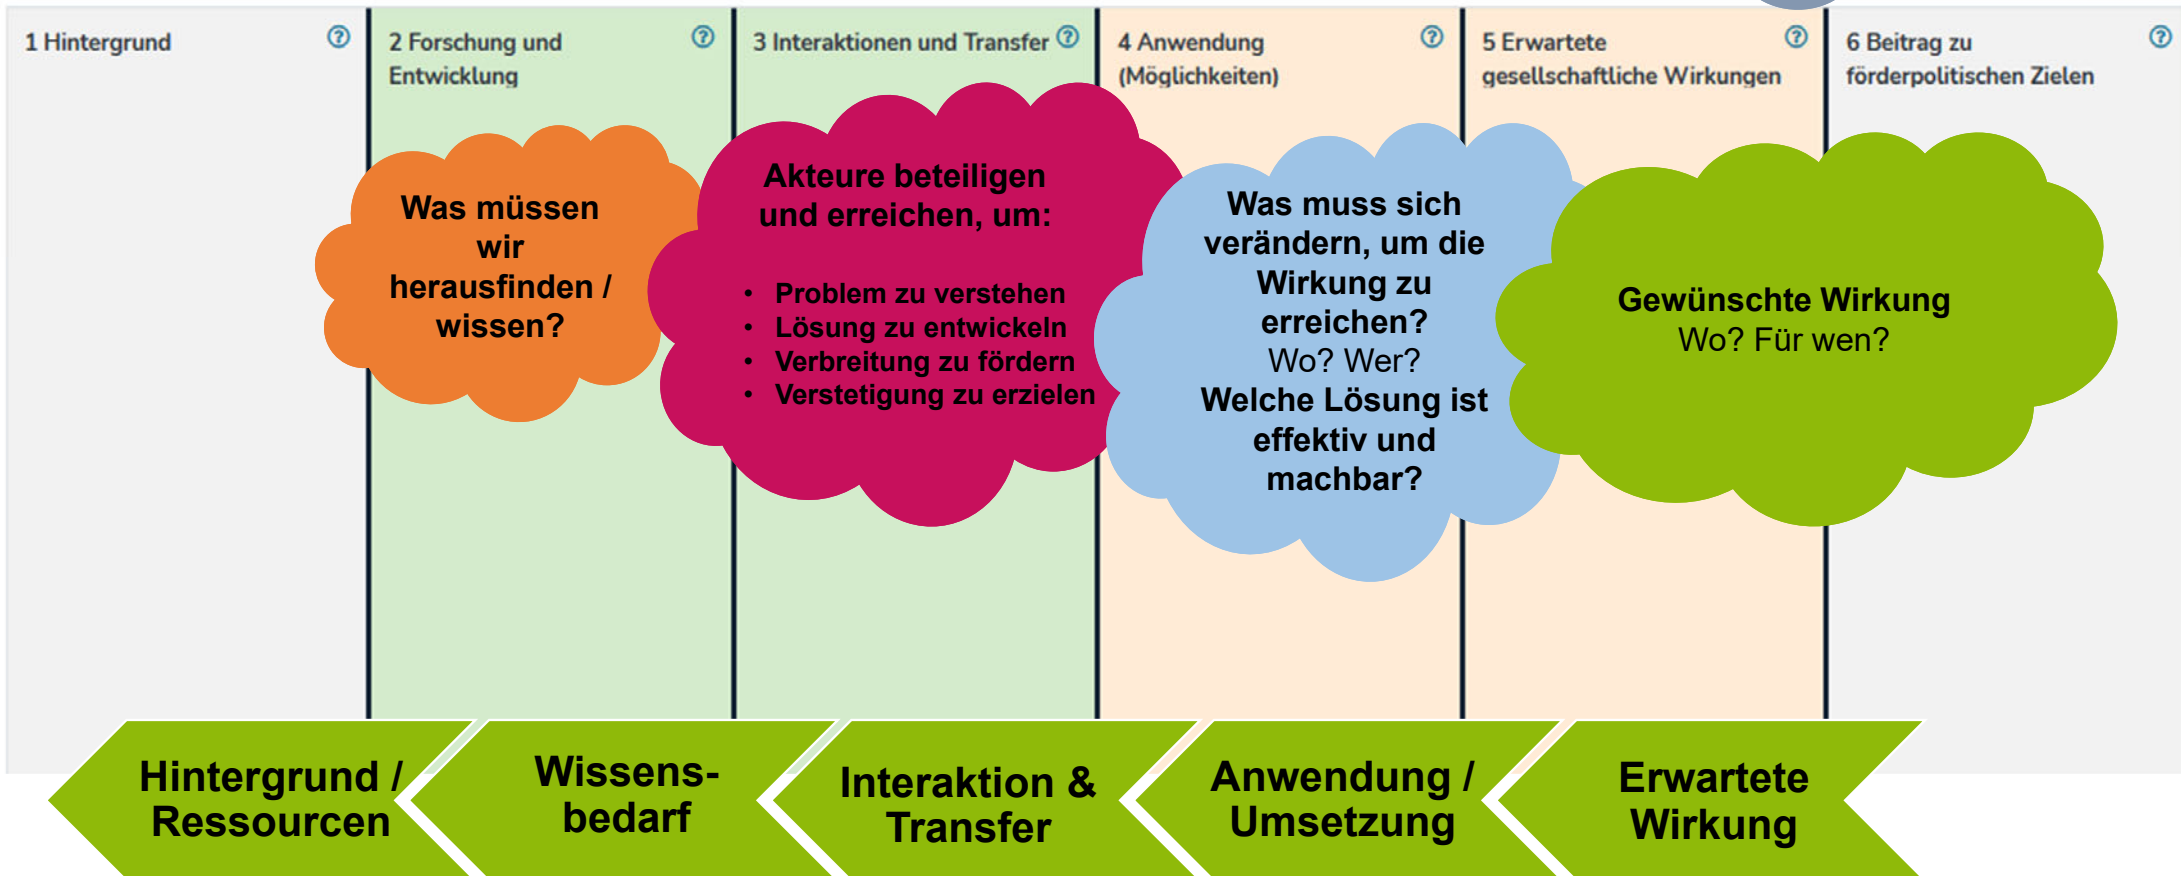 1 Hintergrund
2 Forschung und
Entwicklung
3 Interaktionen und Transfer
4 Anwendung
(Möglichkeiten)
5 Erwartete
gesellschaftliche Wirkungen
6 Beitrag zu
förderpolitischen Zielen
Was müssen
wir
herausfinden /
wissen?
Akteure beteiligen
und erreichen, um:
• Problem zu verstehen
• Lösung zu entwickeln
• Verbreitung zu fördern
• Verstetigung zu erzielen
Was muss sich
verändern, um die
Wirkung zu
erreichen?
Wo? Wer?
Welche Lösung ist
effektiv und
machbar?
Gewünschte Wirkung
Wo? Für wen?
Hintergrund /
Ressourcen
Wissens-
bedarf
Interaktion &
Transfer
Anwendung /
Umsetzung
Erwartete
Wirkung